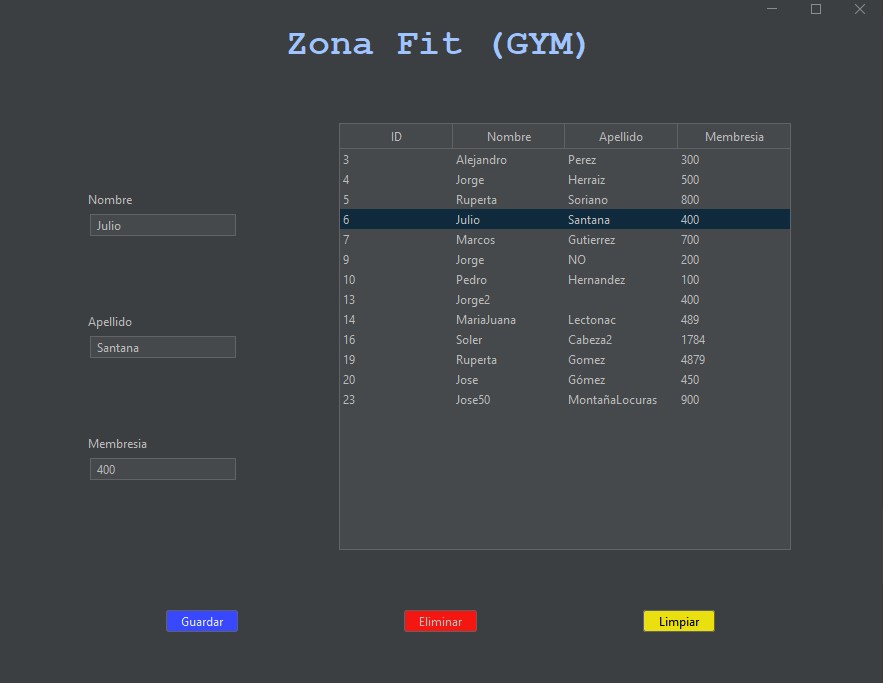 Zona Fit (GYM)
Nombre
Julio
Apellido
Santana
Membresia
400
ID Nombre Apellido Membresia
3 Alejandro Perez 300
4 Jorge Herraiz 500
5 Ruperta Soriano 800
6 Julio Santana 400
7 Marcos Gutierrez 700
9 Jorge NO 200
10 Pedro Hernandez 100
13 Jorge2 400
14 MariaJuana Lectonac 489
16 Soler Cabeza2 1784
19 Ruperta Gomez 4879
20 Jose Gómez 450
23 Jose50 MontañaLocuras 900
Guardar Eliminar Limpiar